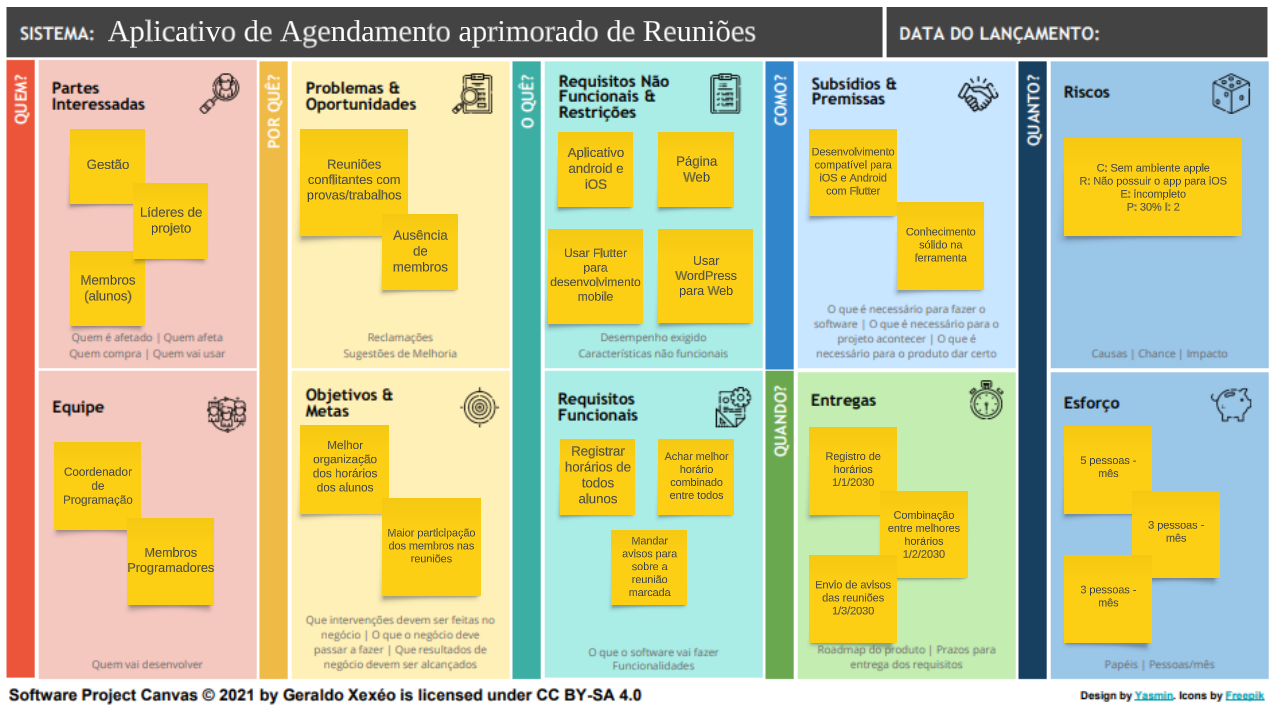 SISTEMA: Aplicativo de Agendamento aprimorado de Reuniões
DATA DO LANÇAMENTO:
QUEM?
Partes
Interessadas
Gestão
Líderes de
projeto
Membros
(alunos)
Quem é afetado | Quem afeta
Quem compra | Quem vai usar
Equipe
Coordenador
de
Programação
Membros
Programadores
Quem vai desenvolver
POR QUÊ?
Problemas &
Oportunidades
Reuniões
conflitantes com
provas/trabalhos
Ausência
de
membros
Reclamações
Sugestões de Melhoria
Objetivos &
Metas
Melhor
organização
dos horários
dos alunos
Maior participação
dos membros nas
reuniões
Que intervenções devem ser feitas no
negócio | O que o negócio deve
passar a fazer | Que resultados de
negócio devem ser alcançados
O QUÊ?
Requisitos Não
Funcionais &
Restrições
Aplicativo
android e
iOS
Página
Web
Usar Flutter
para
desenvolvimento
mobile
Usar
WordPress
para Web
Desempenho exigido
Características não funcionais
Requisitos
Funcionais
Registrar
horários de
todos
alunos
Achar melhor
horário
combinado
entre todos
Mandar
avisos para
sobre a
reunião
marcada
O que o software vai fazer
Funcionalidades
COMO?
Subsídios &
Premissas
Desenvolvimento
compatível para
iOS e Android
com Flutter
Conhecimento
sólido na
ferramenta
O que é necessário para fazer o
software | O que é necessário para o
projeto acontecer | O que é
necessário para o produto dar certo
QUANDO?
Entregas
Registro de
horários
1/1/2030
Combinação
entre melhores
horários
1/2/2030
Envio de avisos
das reuniões
1/3/2030
Roadmap do produto | Prazos para
entrega dos requisitos
QUANTO?
Riscos
C: Sem ambiente apple
R: Não possuir o app para iOS
E: incompleto
P: 30% I: 2
Causas | Chance | Impacto
Esforço
5 pessoas -
mês
3 pessoas -
mês
3 pessoas -
mês
Papéis | Pessoas/mês
Software Project Canvas © 2021 by Geraldo Xexéo is licensed under CC BY-SA 4.0
Design by Yasmin. Icons by Freepik